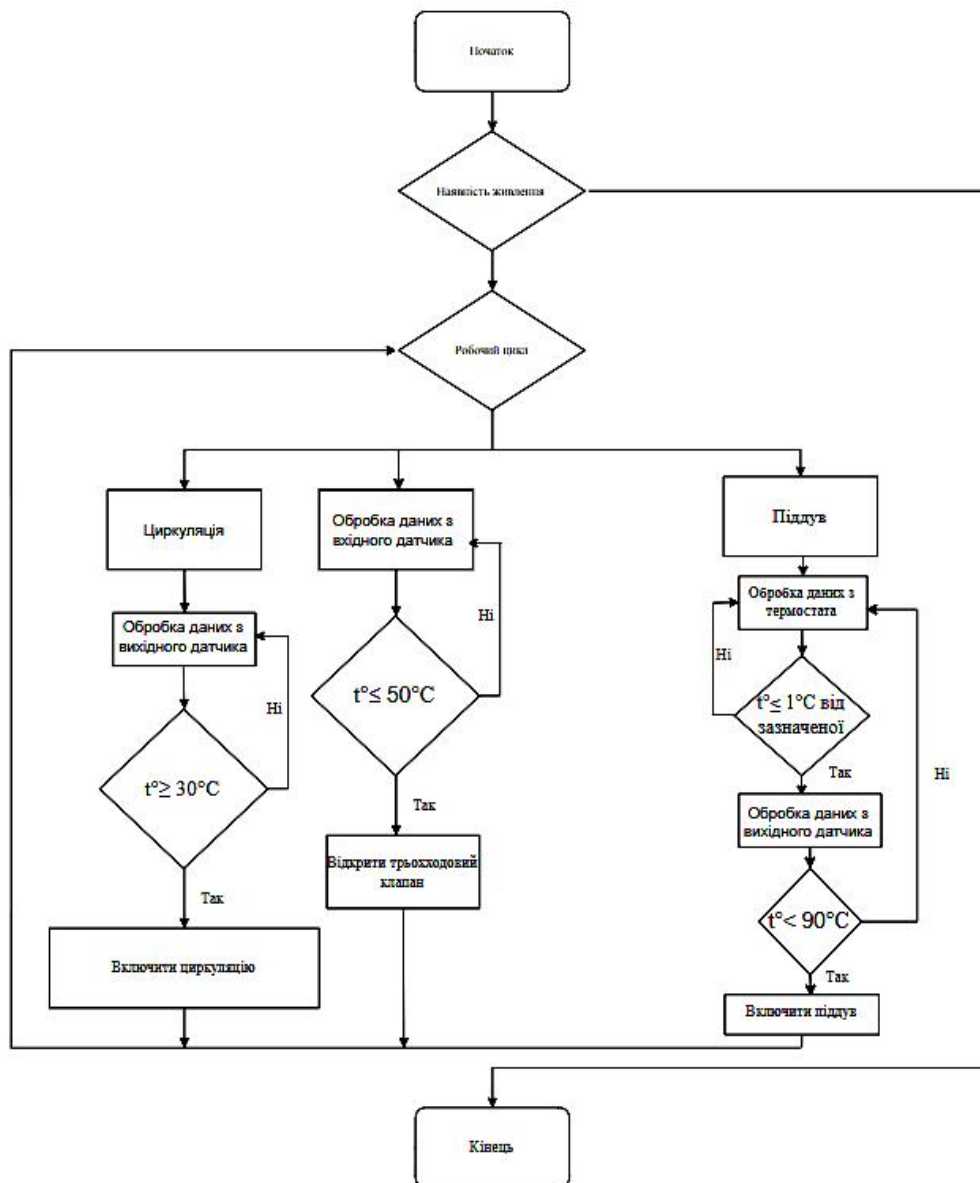 Початок
Наявність живлення
Робочий цикл
Циркуляція
Обробка даних з
вихідного датчика
Ні
t°≥ 30°C
Так
Включити циркуляцію
Обробка даних з
вхідного датчика
Ні
t°≤ 50°C
Так
Відкрити трьохходовий
клапан
Піддув
Обробка даних з
термостата
Ні
t°≤ 1°C від
зазначеної
Так
Ні
Обробка даних з
вихідного датчика
t°< 90°C
Так
Включити піддув
Кінець